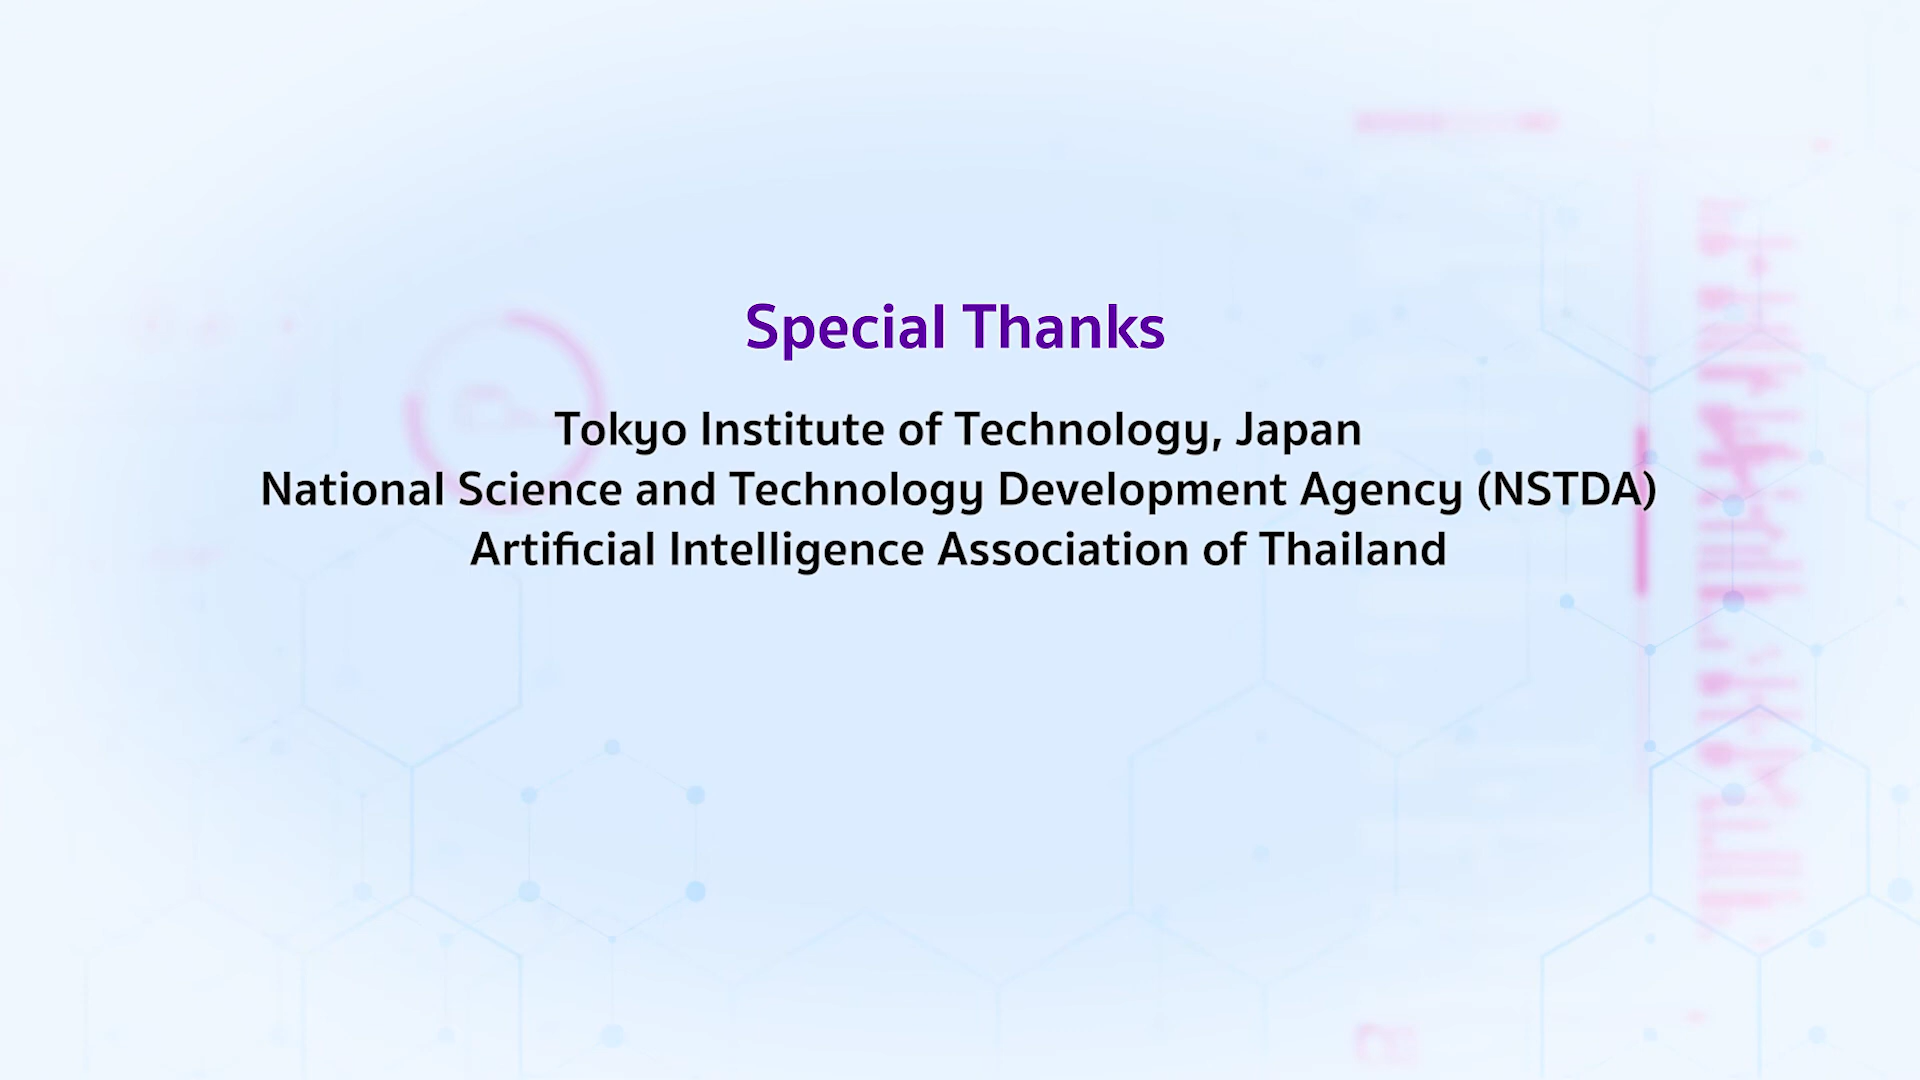 Special Thanks
Tokyo Institute of Technology, Japan
National Science and Technology Development Agency (NSTDA)
Artificial Intelligence Association of Thailand